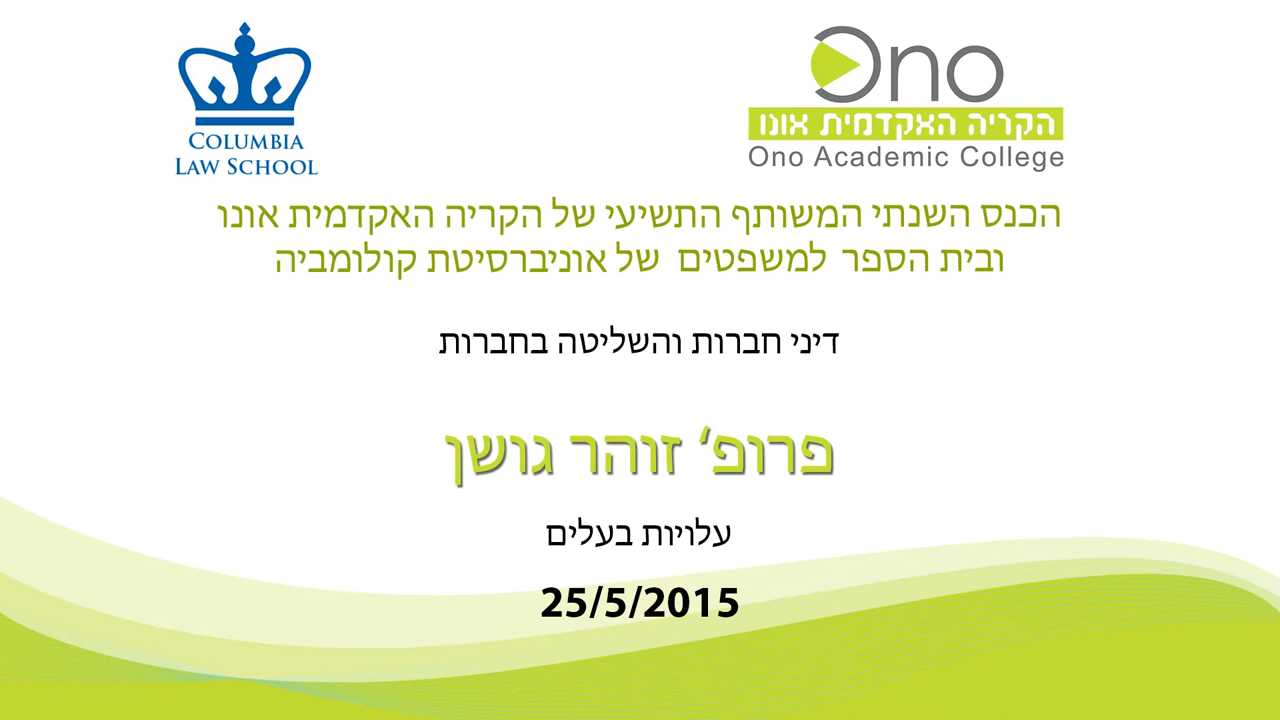 COLUMBIA
LAW SCHOOL
Ono
הקריה האקדמית אונו
Ono Academic College
הכנס השנתי המשותף התשיעי של הקריה האקדמית אונו
ובית הספר למשפטים של אוניברסיטת קולומביה
דיני חברות והשליטה בחברות
פרופ‘ זוהר גושן
עלויות בעלים
25/5/2015